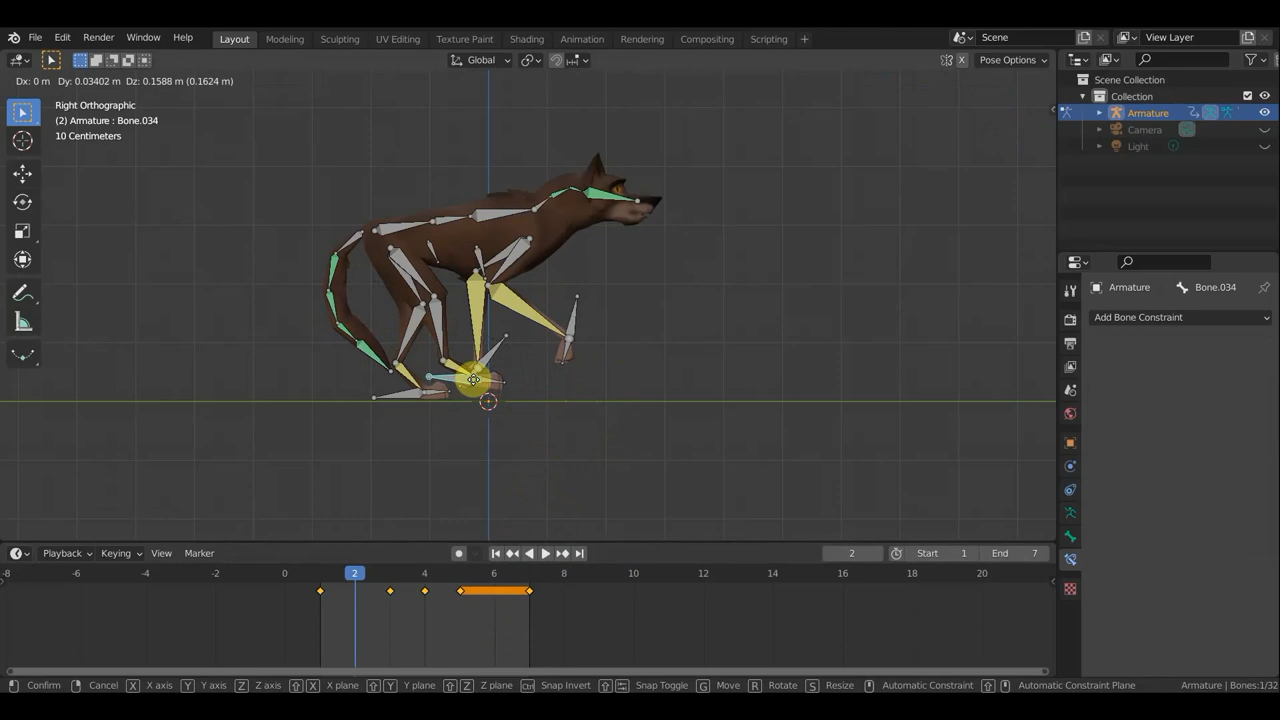 File Edit Render Window Help Layout Modeling Sculpting UV Editing Texture Paint Shading Animation Rendering Compositing Scripting + Scene View Layer
Global X Pose Options
Dx: 0 m Dy: 0.03402 m Dz: 0.1588 m (0.1624 m)
Scene Collection
Right Orthographic
Collection
(2) Armature : Bone.034
Armature
10 Centimeters
Camera
Light
Armature Bone.034
Add Bone Constraint
Playback Keying View Marker 2 Start 1 End 7
-8 -6 -4 -2 0 2 4 6 8 10 12 14 16 18 20
Confirm Cancel X X axis Y Y axis Z Z axis X X plane Y Y plane Z Z plane Ctrl Snap Invert Snap Toggle G Move R Rotate S Resize Automatic Constraint Automatic Constraint Plane Armature | Bones:1/32